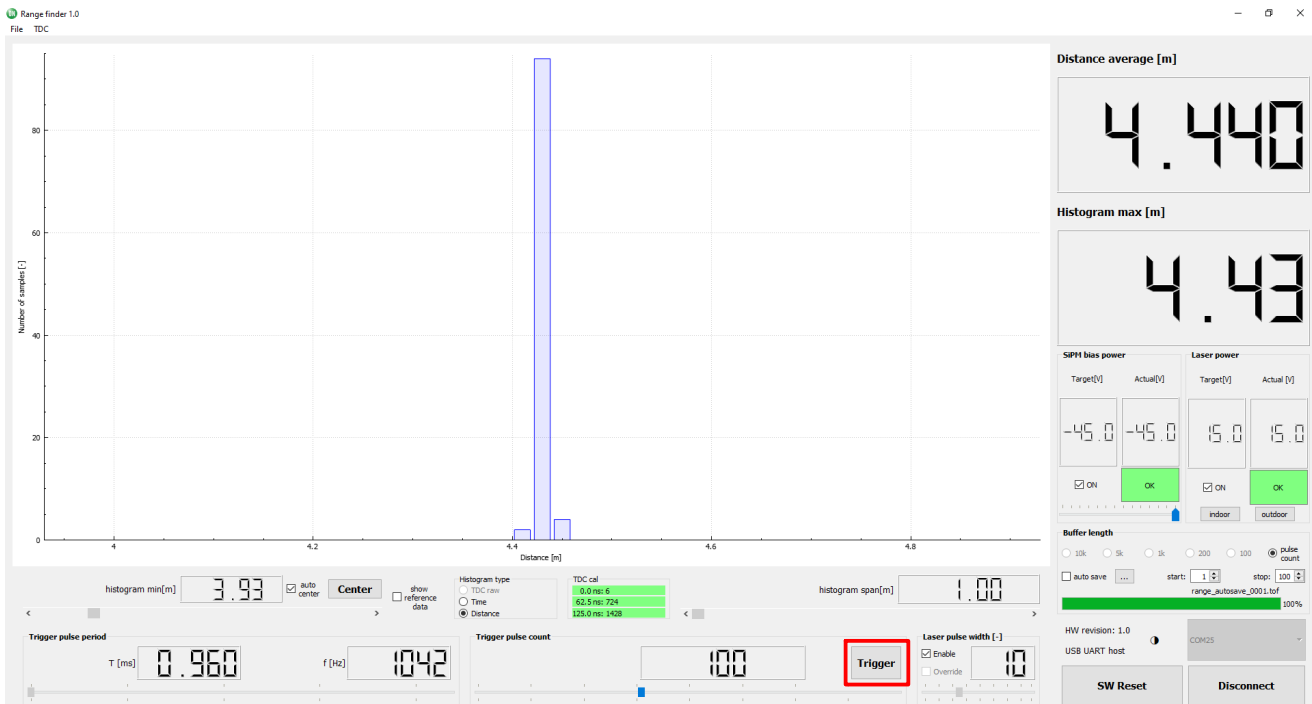 Range finder 1.0
File TDC
Distance average [m]
4.440
Histogram max [m]
4.43
Number of samples [-]
80
60
40
20
0
4 4.2 4.4 4.6 4.8
Distance [m]
SiPM bias power Laser power
Target[V] Actual[V] Target[V] Actual [V]
-45.0 -45.0 15.0 15.0
ON OK ON OK
indoor outdoor
Buffer length
10k 5k 1k 200 100 pulse count
auto save ... start: 1 stop: 100
range_autosave_0001.tof
100%
histogram min[m] 3.93 auto center Center show reference data
Histogram type
TDC raw
Time
Distance
TDC cal
0.0 ns: 6
62.5 ns: 724
125.0 ns: 1428
histogram span[m] 1.00
< > < >
Trigger pulse period
T [ms] 0.960 f [Hz] 1042
Trigger pulse count
100 Trigger
Laser pulse width [-]
Enable
Override
10
HW revision: 1.0
USB UART host
COM25
SW Reset Disconnect